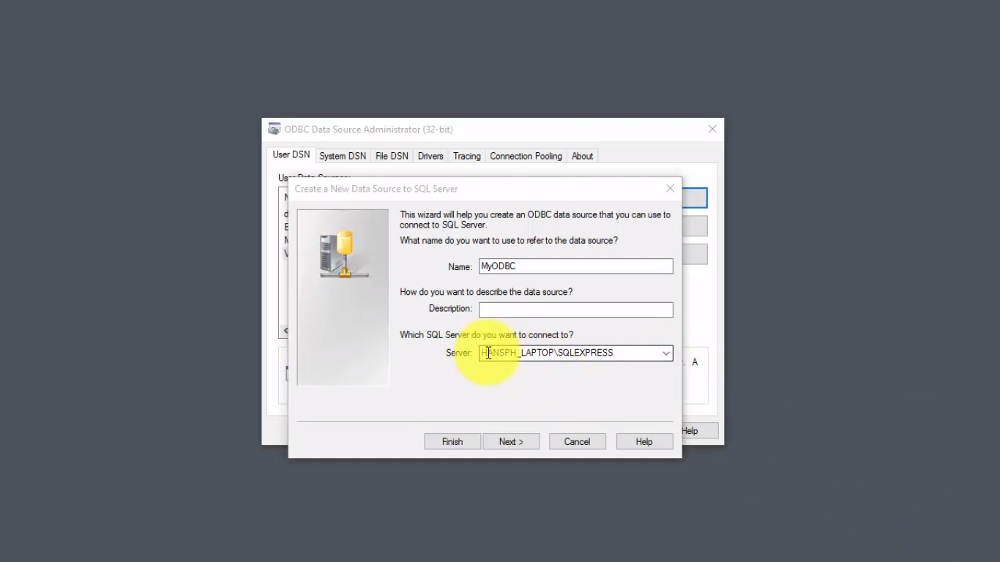 ODBC Data Source Administrator (32-bit)
User DSN System DSN File DSN Drivers Tracing Connection Pooling About
Create a New Data Source to SQL Server
This wizard will help you create an ODBC data source that you can use to
connect to SQL Server.
What name do you want to use to refer to the data source?
Name: MyODBC
How do you want to describe the data source?
Description:
Which SQL Server do you want to connect to?
Server: HANSPH_LAPTOP\SQLEXPRESS
A
Finish Next > Cancel Help
Help